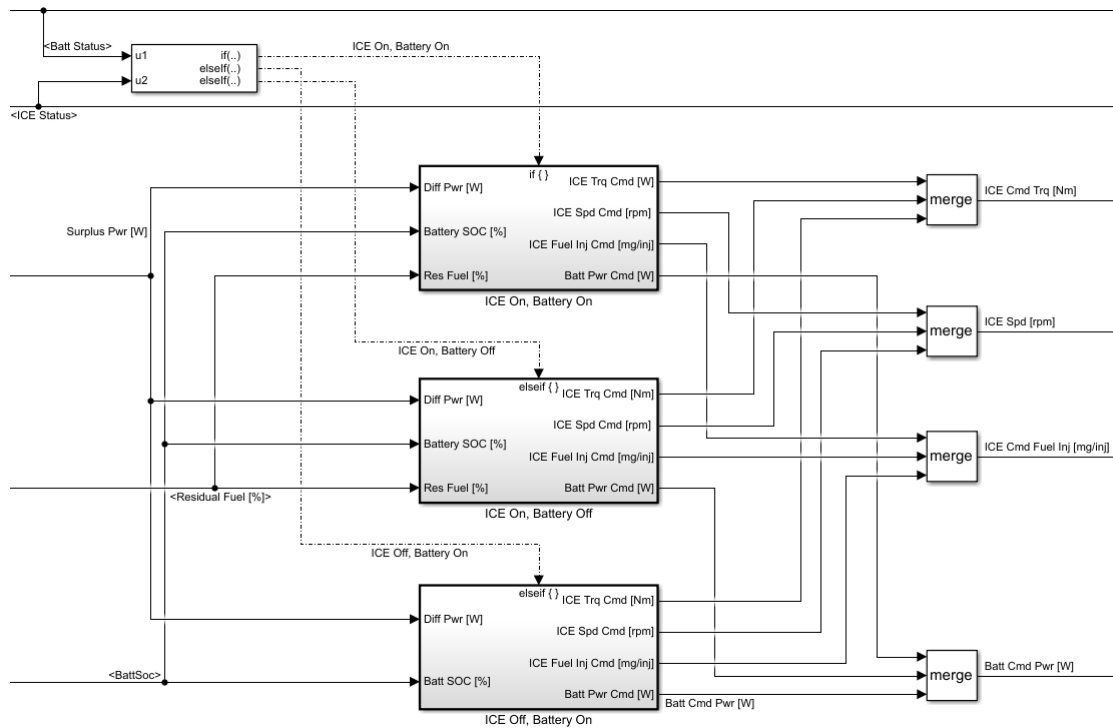 <Batt Status>
u1
u2
if(..)
elseIf(..)
elseIf(..)
ICE On, Battery On
<ICE Status>
if { }
Diff Pwr [W]
Battery SOC [%]
Res Fuel [%]
ICE Trq Cmd [W]
ICE Spd Cmd [rpm]
ICE Fuel Inj Cmd [mg/inj]
Batt Pwr Cmd [W]
ICE On, Battery On
Surplus Pwr [W]
merge
ICE Cmd Trq [Nm]
merge
ICE Spd [rpm]
ICE On, Battery Off
elseif { }
Diff Pwr [W]
Battery SOC [%]
Res Fuel [%]
ICE Trq Cmd [Nm]
ICE Spd Cmd [rpm]
ICE Fuel Inj Cmd [mg/inj]
Batt Pwr Cmd [W]
ICE On, Battery Off
<Residual Fuel [%]>
merge
ICE Cmd Fuel Inj [mg/inj]
ICE Off, Battery On
elseif { }
Diff Pwr [W]
Batt SOC [%]
ICE Trq Cmd [Nm]
ICE Spd Cmd [rpm]
ICE Fuel Inj Cmd [mg/inj]
Batt Pwr Cmd [W]
ICE Off, Battery On
<BattSoc>
Batt Cmd Pwr [W]
merge
Batt Cmd Pwr [W]